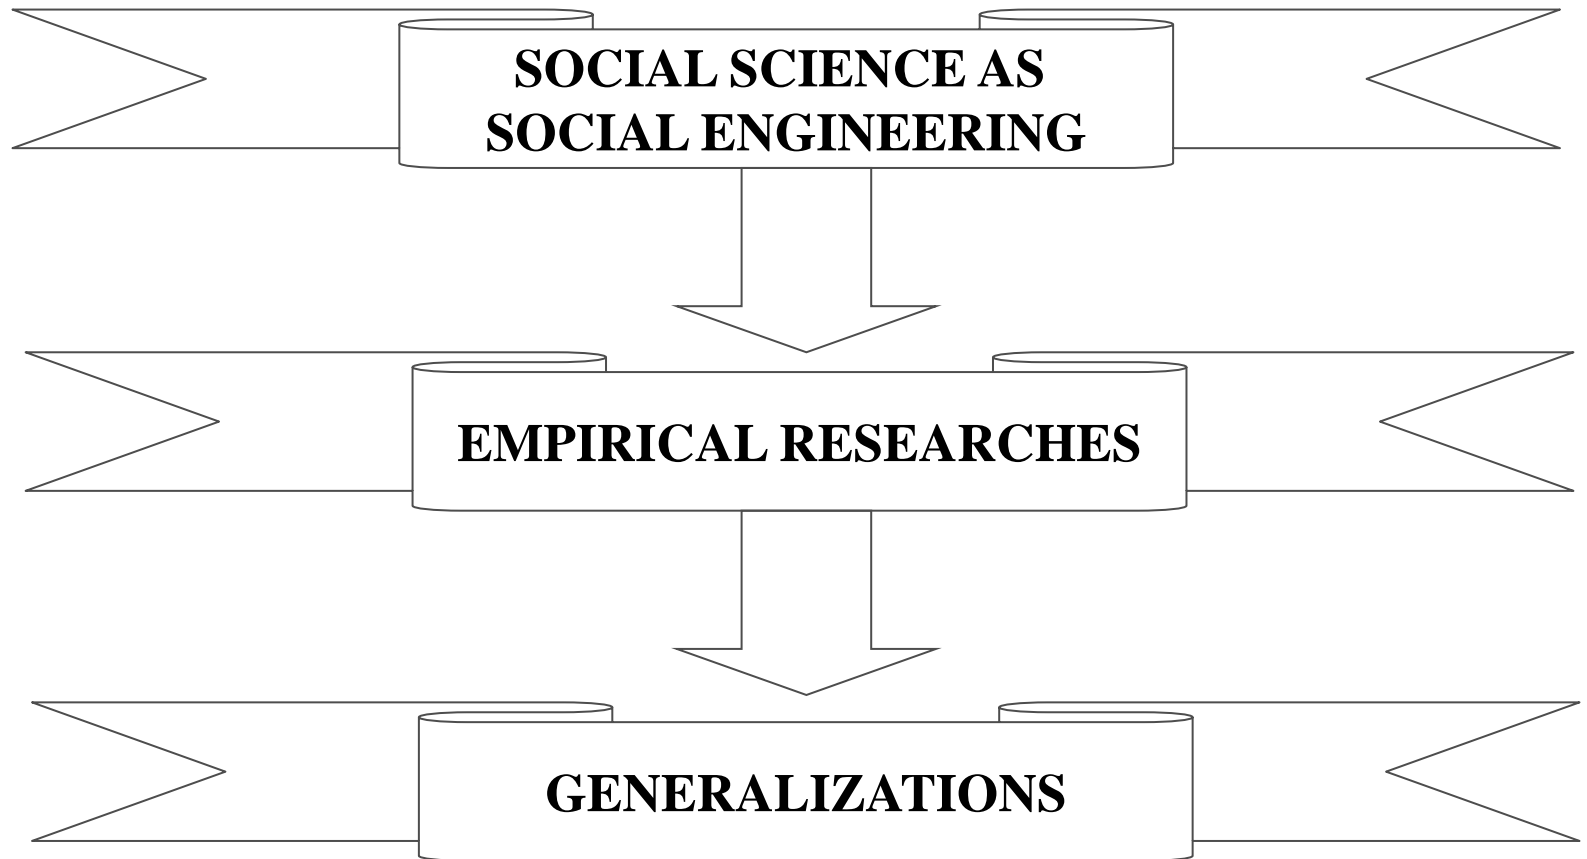 SOCIAL SCIENCE AS
SOCIAL ENGINEERING
EMPIRICAL RESEARCHES
GENERALIZATIONS